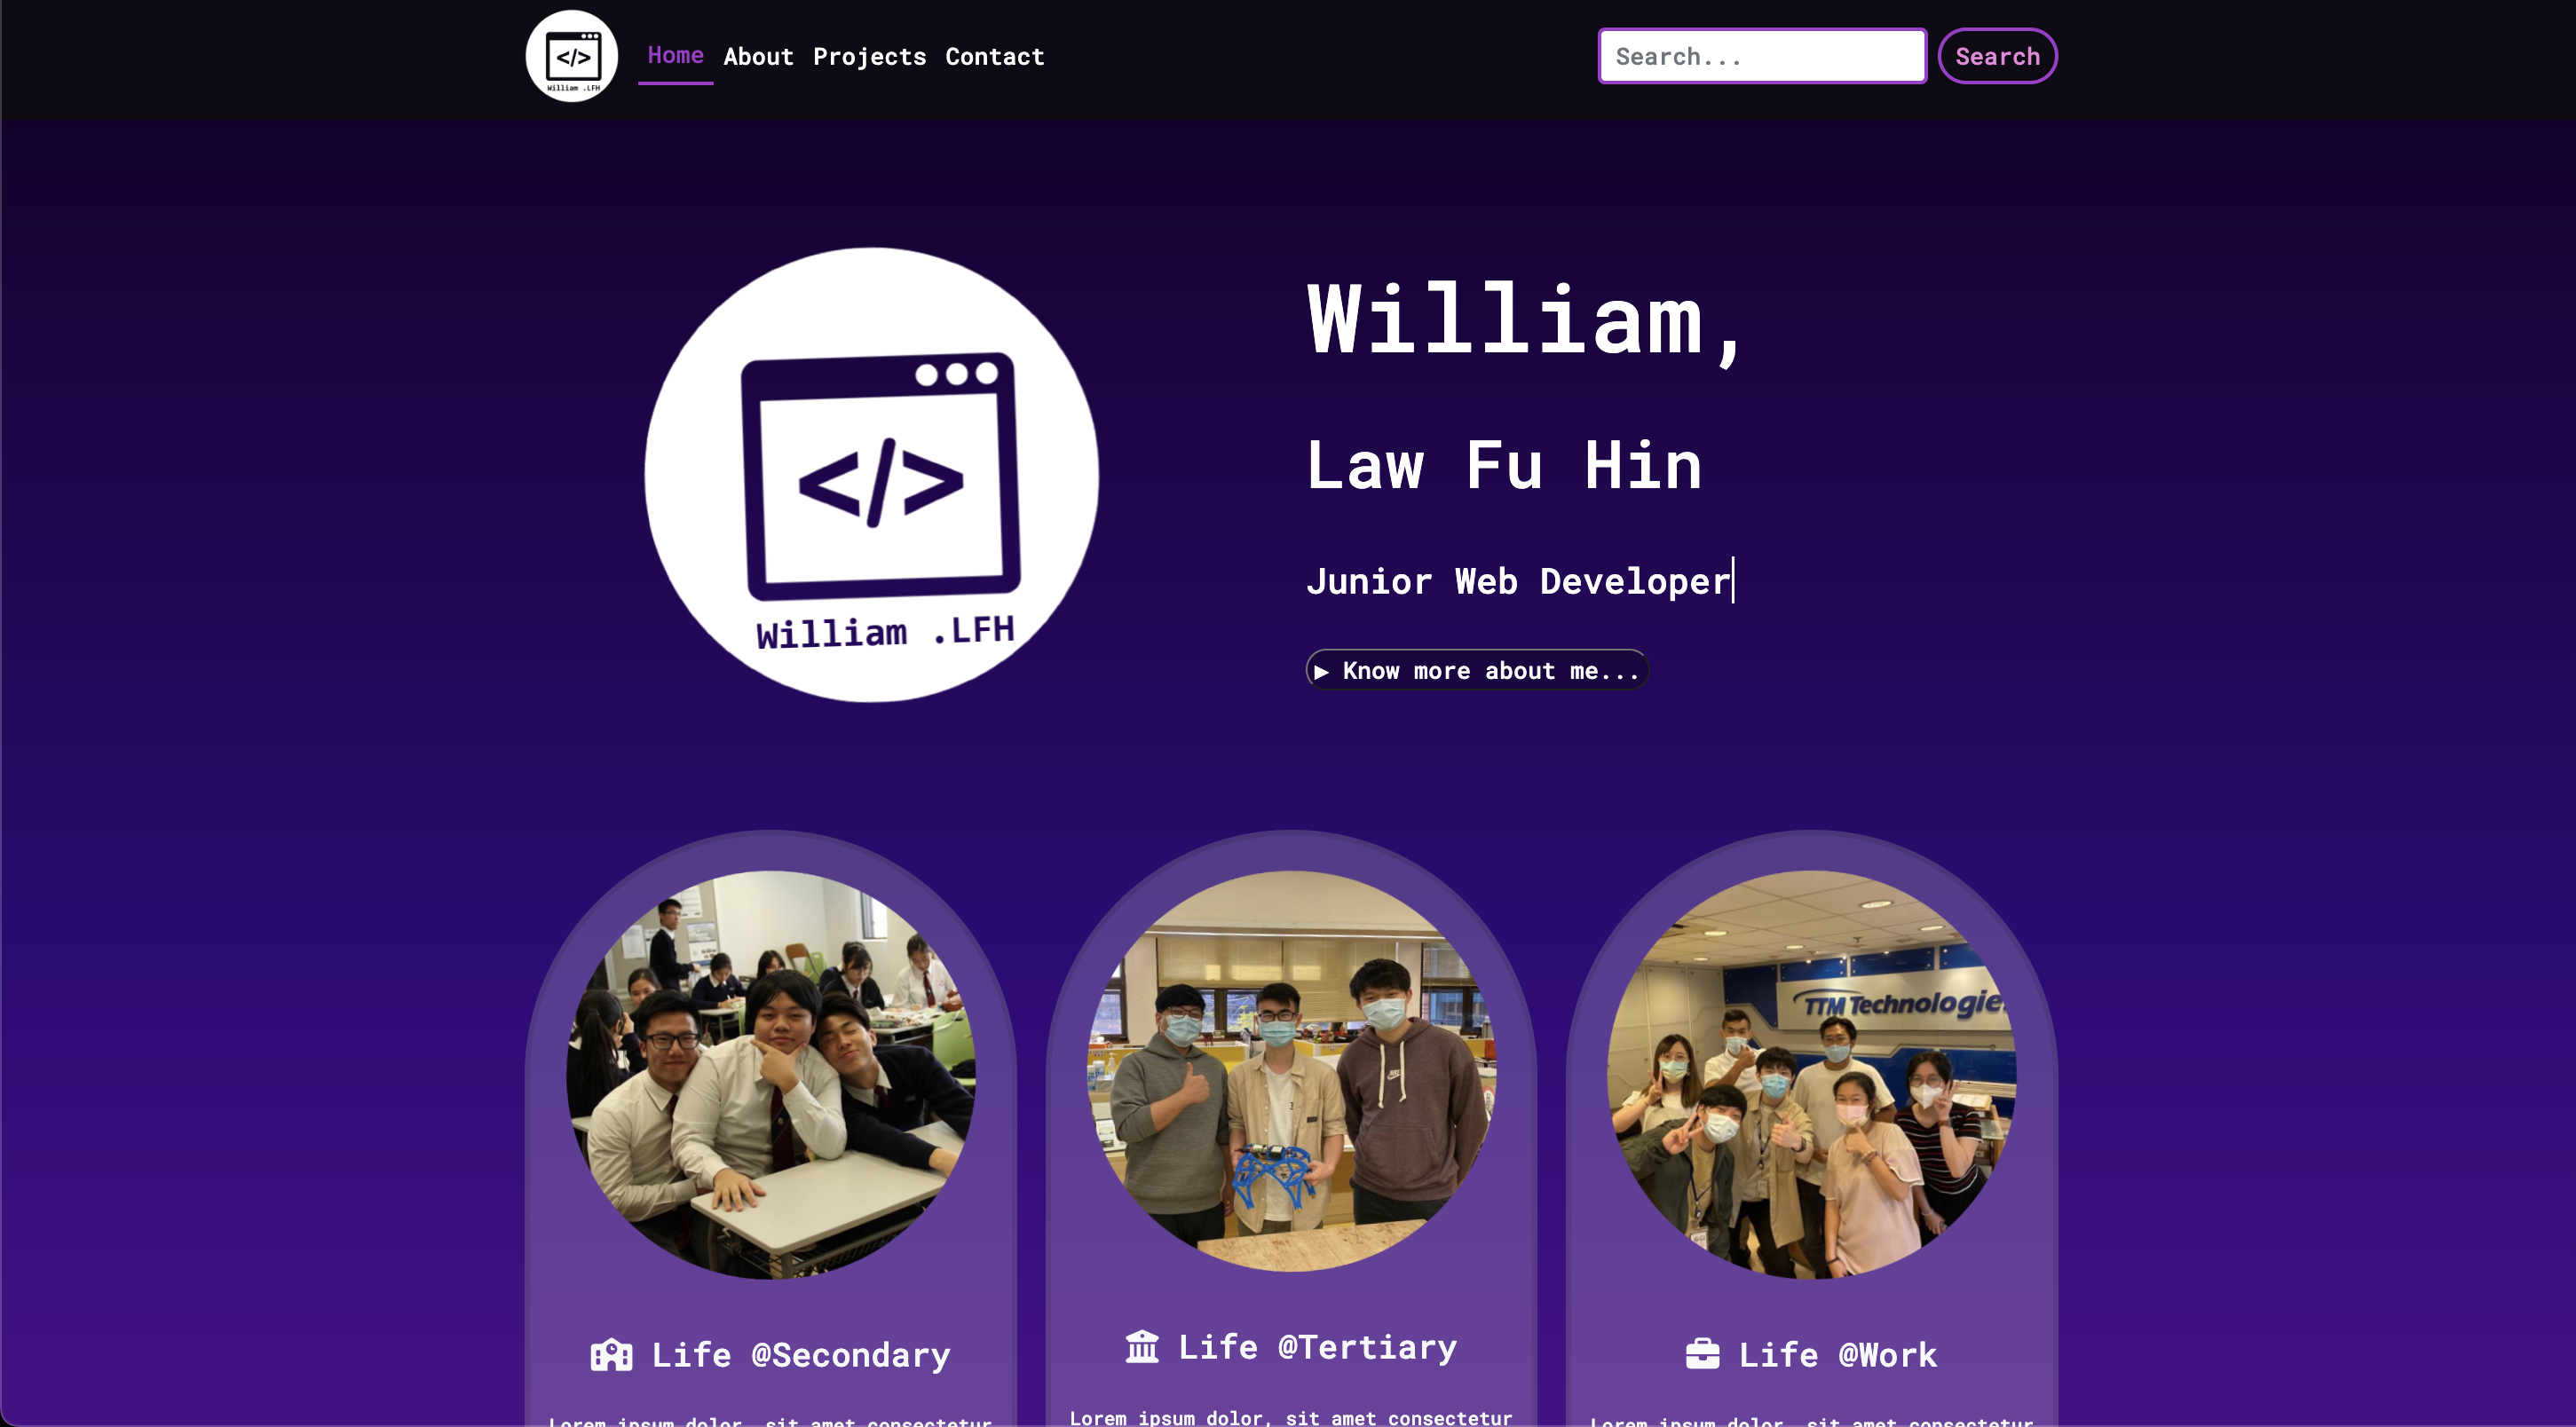 </>
William .LFH
Home About Projects Contact
Search...
Search
William,
</>
Law Fu Hin
Junior Web Developer
William .LFH
▶ Know more about me...
TTM Technologie
Life @Secondary
Life @Tertiary
Life @Work
Lorem ipsum dolor, sit amet consectetur
Lorem ipsum dolor, sit amet consectetur
Lorem ipsum dolor, sit amet consectetur